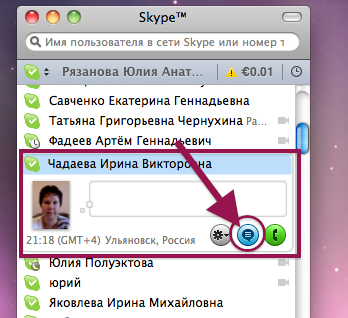 Skype™
Имя пользователя в сети Skype или номер т
Рязанова Юлия Анат... €0.01
Савченко Екатерина Геннадьевна
Татьяна Григорьевна Чернухина Ра...
Фадеев Артём Геннадьевич
Чадаева Ирина Викторовна
21:18 (GMT+4) Ульяновск, Россия
Юлия Полуэктова
юрий
Яковлева Ирина Михайловна